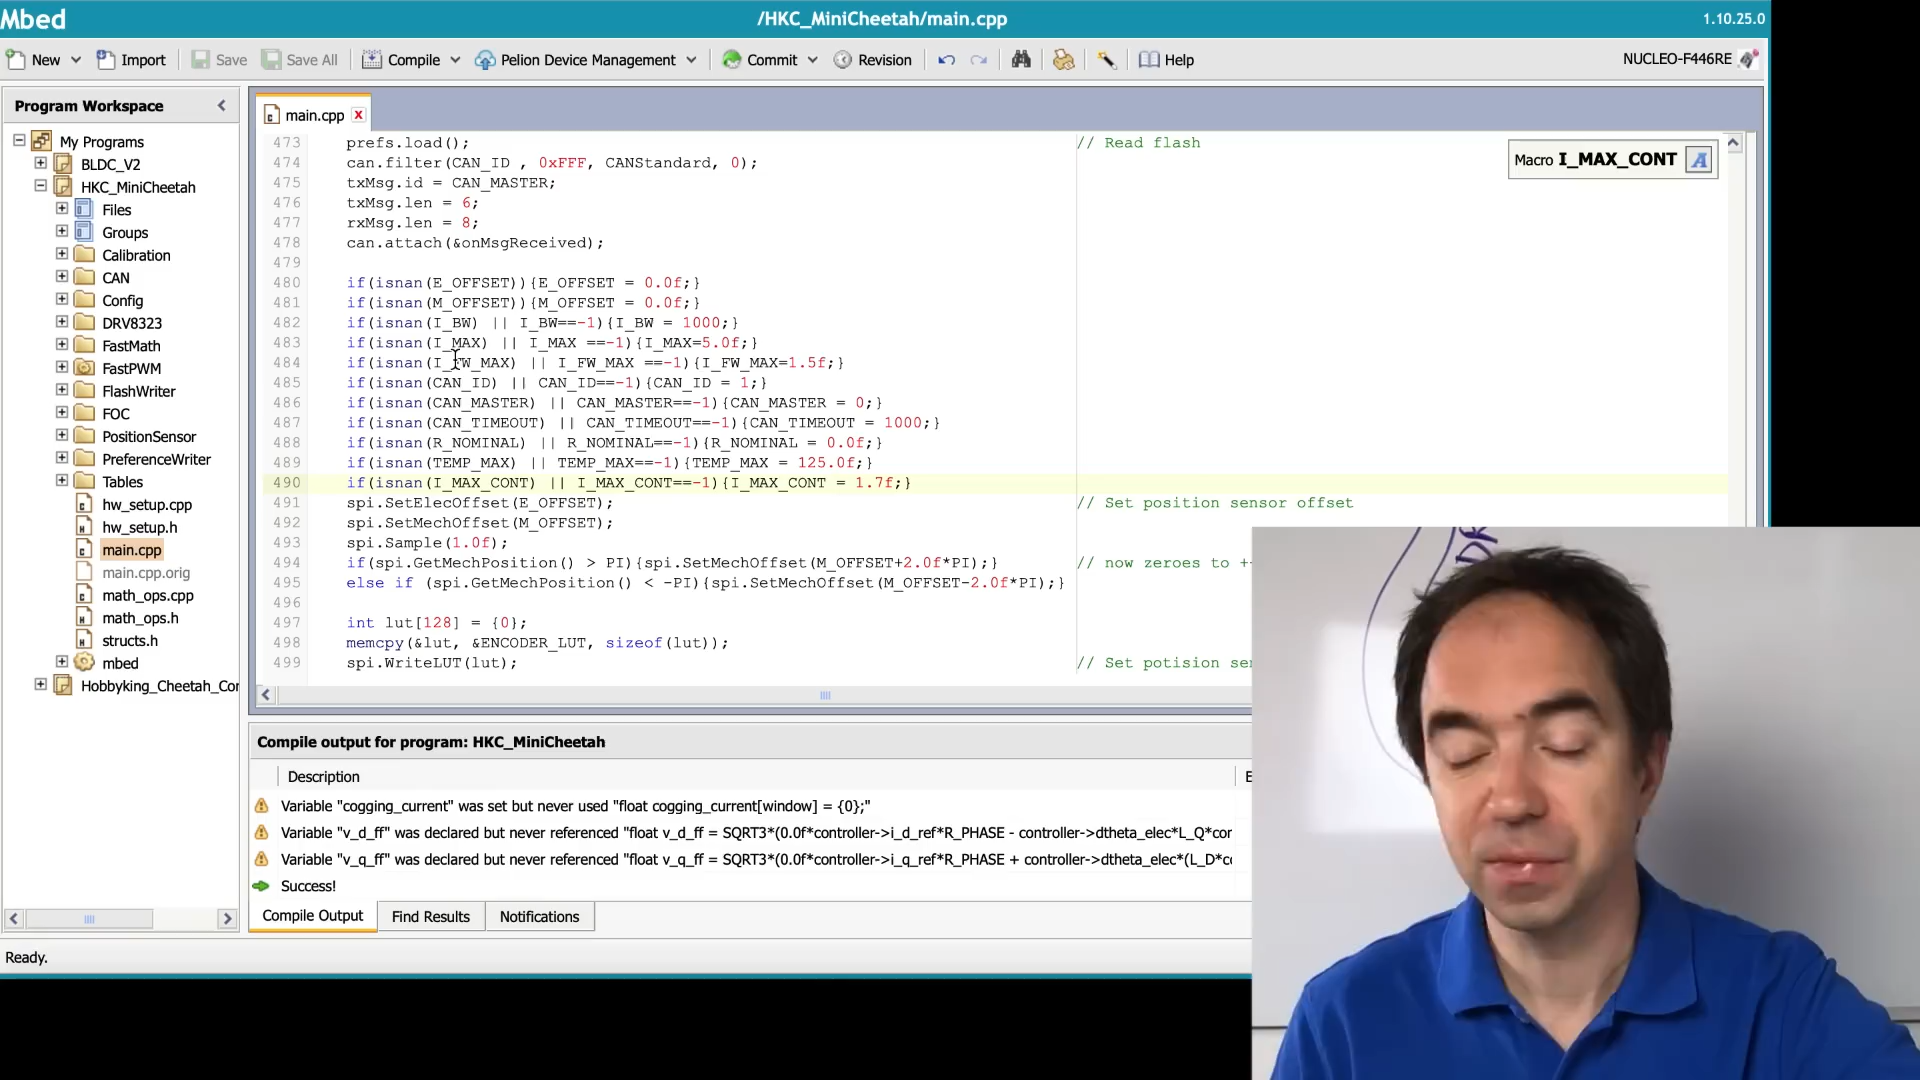 Mbed
/HKC_MiniCheetah/main.cpp
1.10.25.0
New
Import
Save
Save All
Compile
Pelion Device Management
Commit
Revision
Help
NUCLEO-F446RE
Program Workspace
My Programs
BLDC_V2
HKC_MiniCheetah
Files
Groups
Calibration
CAN
Config
DRV8323
FastMath
FastPWM
FlashWriter
FOC
PositionSensor
PreferenceWriter
Tables
hw_setup.cpp
hw_setup.h
main.cpp
main.cpp.orig
math_ops.cpp
math_ops.h
structs.h
mbed
Hobbyking_Cheetah_Cor
main.cpp x
Macro I_MAX_CONT
473 prefs.load(); // Read flash
474 can.filter(CAN_ID , 0xFFF, CANStandard, 0);
475 txMsg.id = CAN_MASTER;
476 txMsg.len = 6;
477 rxMsg.len = 8;
478 can.attach(&onMsgReceived);
479
480 if(isnan(E_OFFSET)){E_OFFSET = 0.0f;}
481 if(isnan(M_OFFSET)){M_OFFSET = 0.0f;}
482 if(isnan(I_BW) || I_BW==-1){I_BW = 1000;}
483 if(isnan(I_MAX) || I_MAX ==-1){I_MAX=5.0f;}
484 if(isnan(I_FW_MAX) || I_FW_MAX ==-1){I_FW_MAX=1.5f;}
485 if(isnan(CAN_ID) || CAN_ID==-1){CAN_ID = 1;}
486 if(isnan(CAN_MASTER) || CAN_MASTER==-1){CAN_MASTER = 0;}
487 if(isnan(CAN_TIMEOUT) || CAN_TIMEOUT==-1){CAN_TIMEOUT = 1000;}
488 if(isnan(R_NOMINAL) || R_NOMINAL==-1){R_NOMINAL = 0.0f;}
489 if(isnan(TEMP_MAX) || TEMP_MAX==-1){TEMP_MAX = 125.0f;}
490 if(isnan(I_MAX_CONT) || I_MAX_CONT==-1){I_MAX_CONT = 1.7f;}
491 spi.SetElecOffset(E_OFFSET); // Set position sensor offset
492 spi.SetMechOffset(M_OFFSET);
493 spi.Sample(1.0f);
494 if(spi.GetMechPosition() > PI){spi.SetMechOffset(M_OFFSET+2.0f*PI);} // now zeroes to +
495 else if (spi.GetMechPosition() < -PI){spi.SetMechOffset(M_OFFSET-2.0f*PI);}
496
497 int lut[128] = {0};
498 memcpy(&lut, &ENCODER_LUT, sizeof(lut));
499 spi.WriteLUT(lut); // Set potision se
Compile output for program: HKC_MiniCheetah
Description E
Variable "cogging_current" was set but never used "float cogging_current[window] = {0};"
Variable "v_d_ff" was declared but never referenced "float v_d_ff = SQRT3*(0.0f*controller->i_d_ref*R_PHASE - controller->dtheta_elec*L_Q*cor
Variable "v_q_ff" was declared but never referenced "float v_q_ff = SQRT3*(0.0f*controller->i_q_ref*R_PHASE + controller->dtheta_elec*(L_D*c
Success!
Compile Output
Find Results
Notifications
Ready.